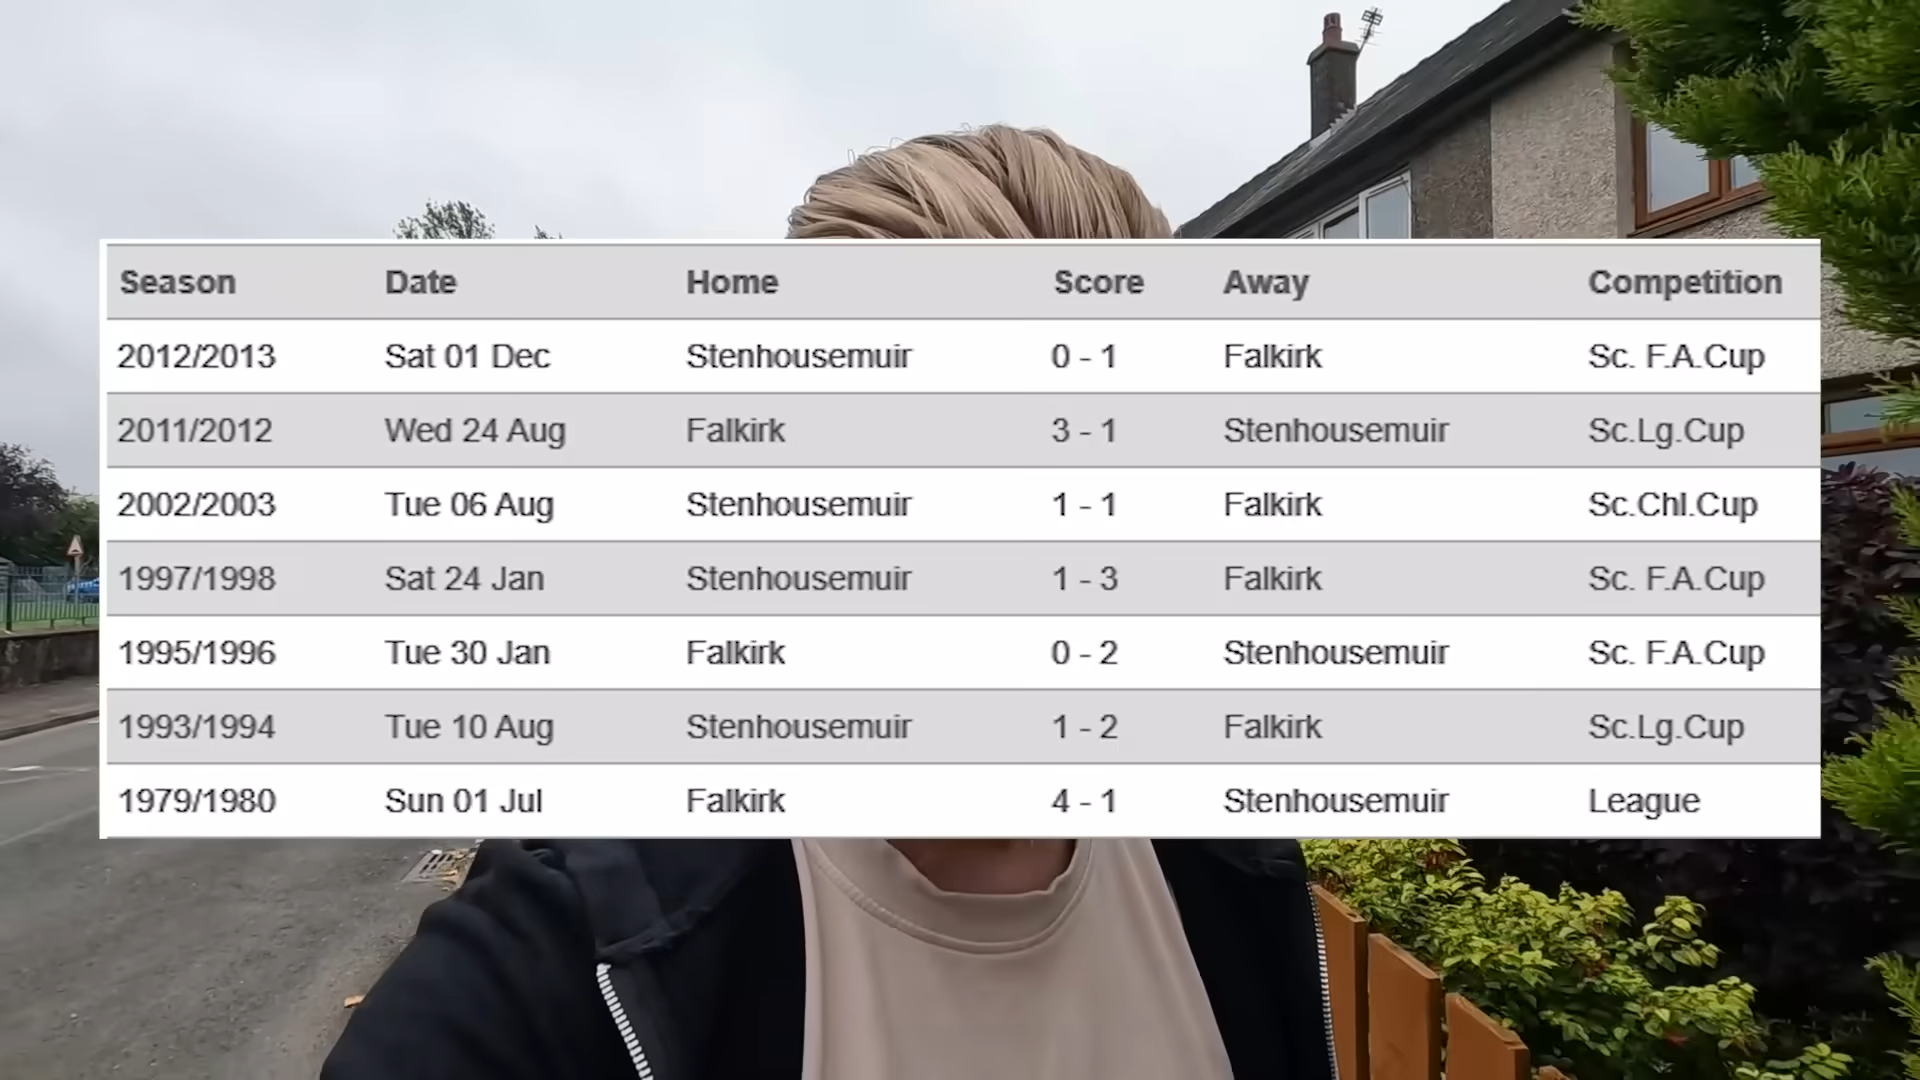 Season Date Home Score Away Competition
2012/2013 Sat 01 Dec Stenhousemuir 0 - 1 Falkirk Sc. F.A.Cup
2011/2012 Wed 24 Aug Falkirk 3 - 1 Stenhousemuir Sc.Lg.Cup
2002/2003 Tue 06 Aug Stenhousemuir 1 - 1 Falkirk Sc.Chl.Cup
1997/1998 Sat 24 Jan Stenhousemuir 1 - 3 Falkirk Sc. F.A.Cup
1995/1996 Tue 30 Jan Falkirk 0 - 2 Stenhousemuir Sc. F.A.Cup
1993/1994 Tue 10 Aug Stenhousemuir 1 - 2 Falkirk Sc.Lg.Cup
1979/1980 Sun 01 Jul Falkirk 4 - 1 Stenhousemuir League